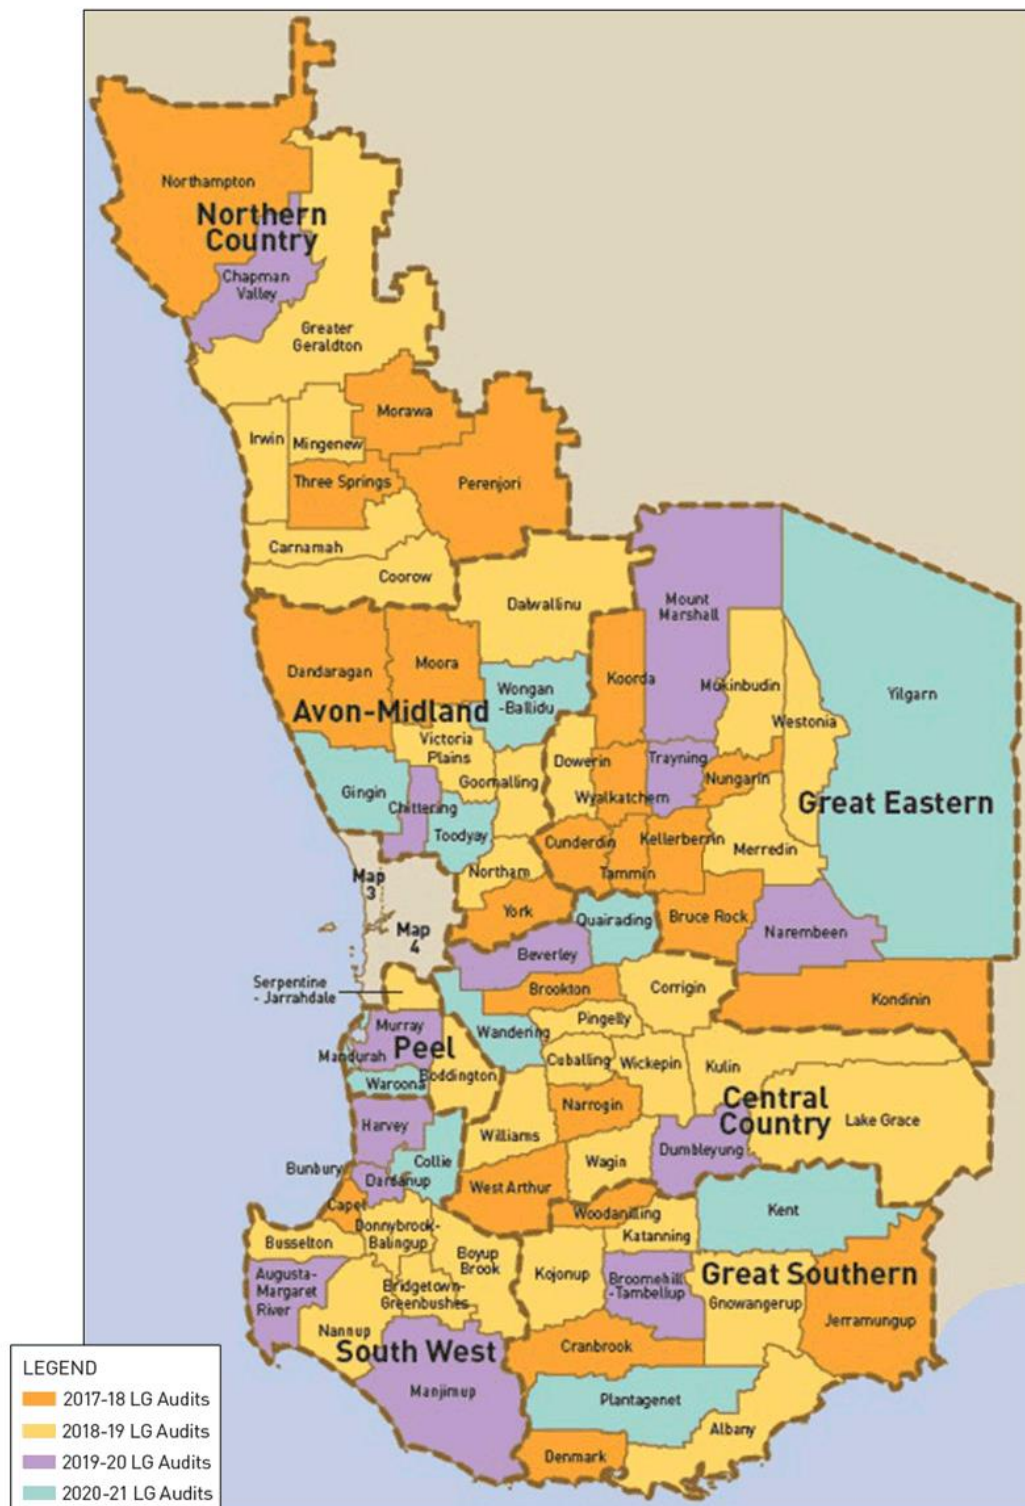 Northampton
Northern
Country
Chapman
Valley
Greater
Geraldton
Morawa
Irwin
Mingenew
Three Springs
Perenjori
Carnamah
Coorow
Dalwallinu
Mount
Marshall
Dandaragan
Moora
Koorda
Wongan
-Ballidu
Mukinbudin
Yilgarn
Avon-Midland
Westonia
Victoria
Plains
Dowerin
Trayning
Goomalling
Nungarin
Gingin
Wyalkatchem
Great Eastern
Chittering
Toodyay
Cunderdin
Kellerberrin
Merredin
Northam
Tammin
Map
3
York
Quairading
Bruce Rock
Map
4
Narembeen
Beverley
Serpentine
- Jarrahdale
Brookton
Corrigin
Kondinin
Pingelly
Murray
Wandering
Mandurah
Peel
Cuballing
Wickepin
Kulin
Waroona
Boddington
Narrogin
Central
Country
Lake Grace
Harvey
Williams
Dumbleyung
Bunbury
Collie
Wagin
Dardanup
West Arthur
Capel
Woodanilling
Kent
Donnybrook-
Balingup
Katanning
Busselton
Boyup
Brook
Augusta-
Margaret
River
Kojonup
Broomehill
-Tambellup
Great Southern
Bridgetown-
Greenbushes
Gnowangerup
Jerramungup
Nannup
South West
Cranbrook
Manjimup
Plantagenet
Albany
Denmark
LEGEND
2017-18 LG Audits
2018-19 LG Audits
2019-20 LG Audits
2020-21 LG Audits